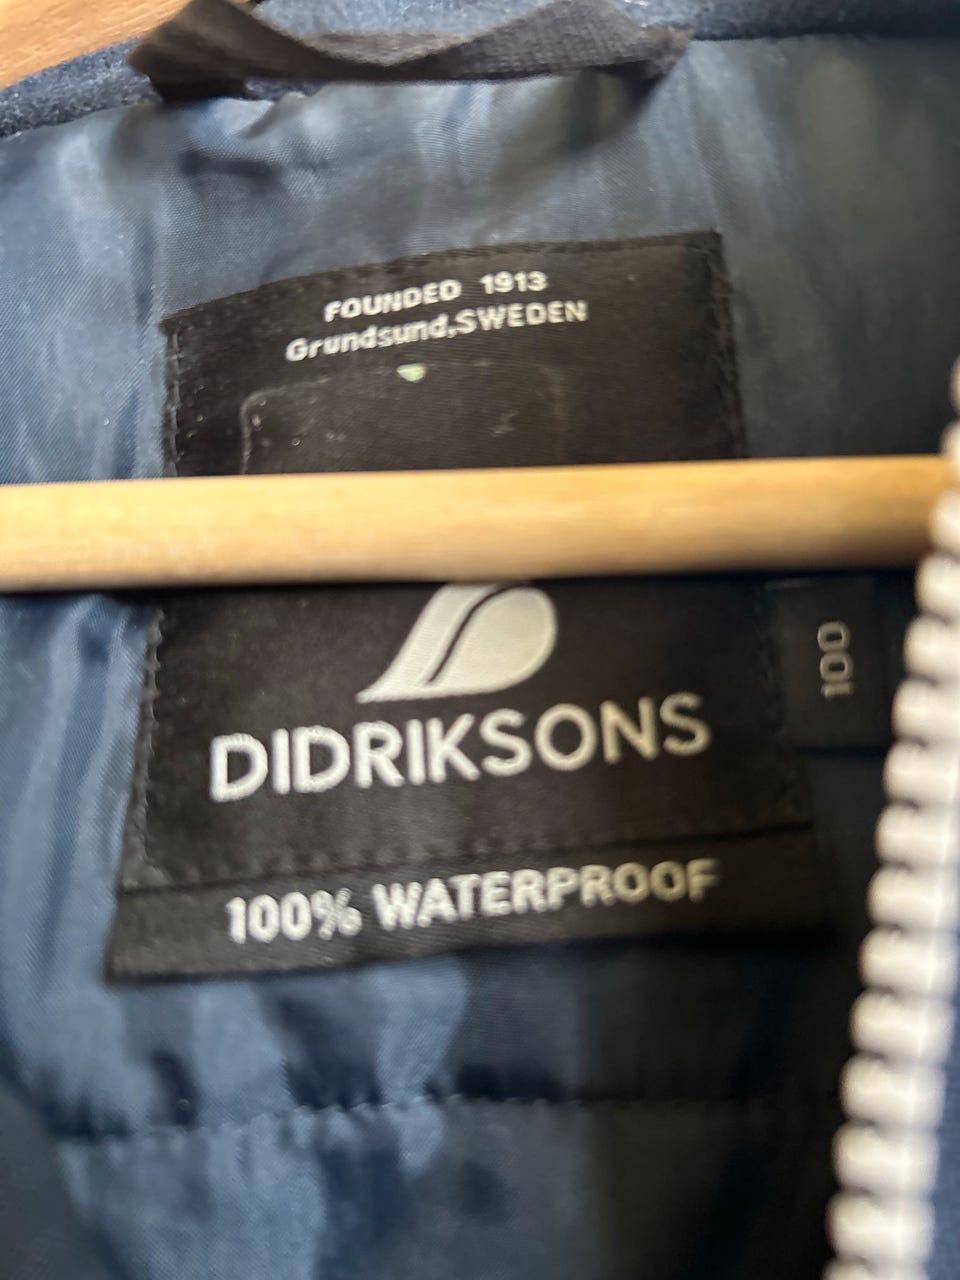 FOUNDED 1913
Grundsund,SWEDEN
DIDRIKSONS
100
100% WATERPROOF